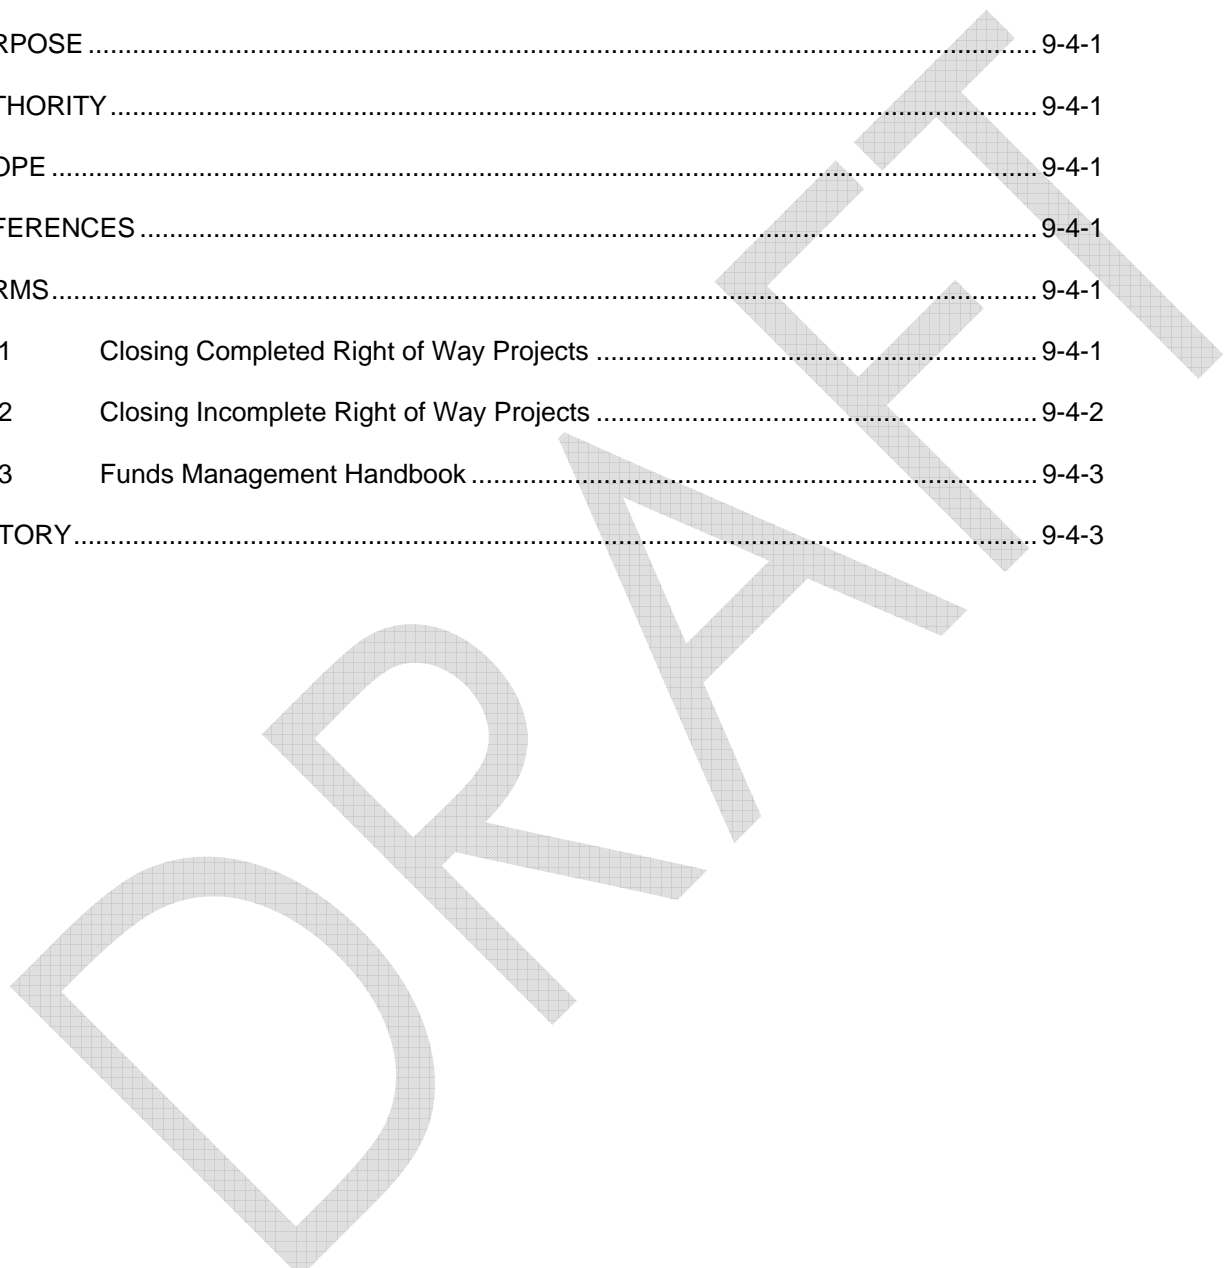 RPOSE ........ 9-4-1
THORITY ........ 9-4-1
OPE ........ 9-4-1
FERENCES ........ 9-4-1
RMS ........ 9-4-1
1 Closing Completed Right of Way Projects ........ 9-4-1
2 Closing Incomplete Right of Way Projects ........ 9-4-2
3 Funds Management Handbook ........ 9-4-3
TORY ........ 9-4-3
DRAFT